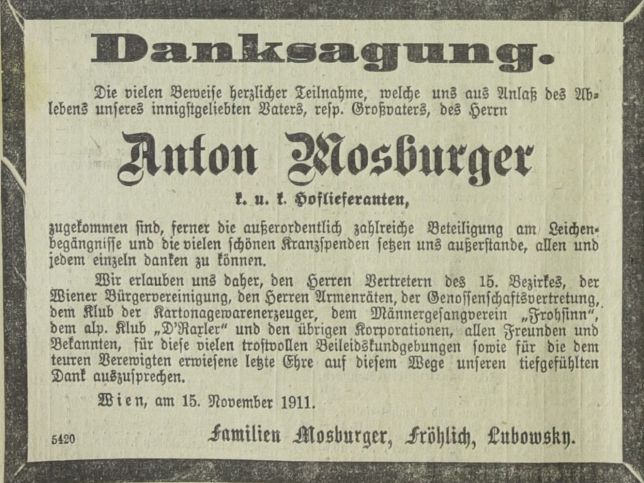 Danksagung.
Die vielen Beweise herzlicher Teilnahme, welche uns aus Anlaß des Ab-
lebens unseres innigstgeliebten Vaters, resp. Großvaters, des Herrn
Anton Mosburger
k. u. k. Hoflieferanten,
zugekommen sind, ferner die außerordentlich zahlreiche Beteiligung am Leichen-
begängnisse und die vielen schönen Kranzspenden setzen uns außerstande, allen und
jedem einzeln danken zu können.
Wir erlauben uns daher, den Herren Vertretern des 15. Bezirkes, der
Wiener Bürgervereinigung, den Herren Armenräten, der Genossenschaftsvertretung,
dem Klub der Kartonagewarenerzeuger, dem Männergesangverein „Frohsinn",
dem alp. Klub „D'Raxler" und den übrigen Korporationen, allen Freunden und
Bekannten, für diese vielen trostvollen Beileidskundgebungen sowie für die dem
teuren Verewigten erwiesene letzte Ehre auf diesem Wege unseren tiefgefühlten
Dank auszusprechen.
Wien, am 15. November 1911.
5420 Familien Mosburger, Fröhlich, Lubowsky.